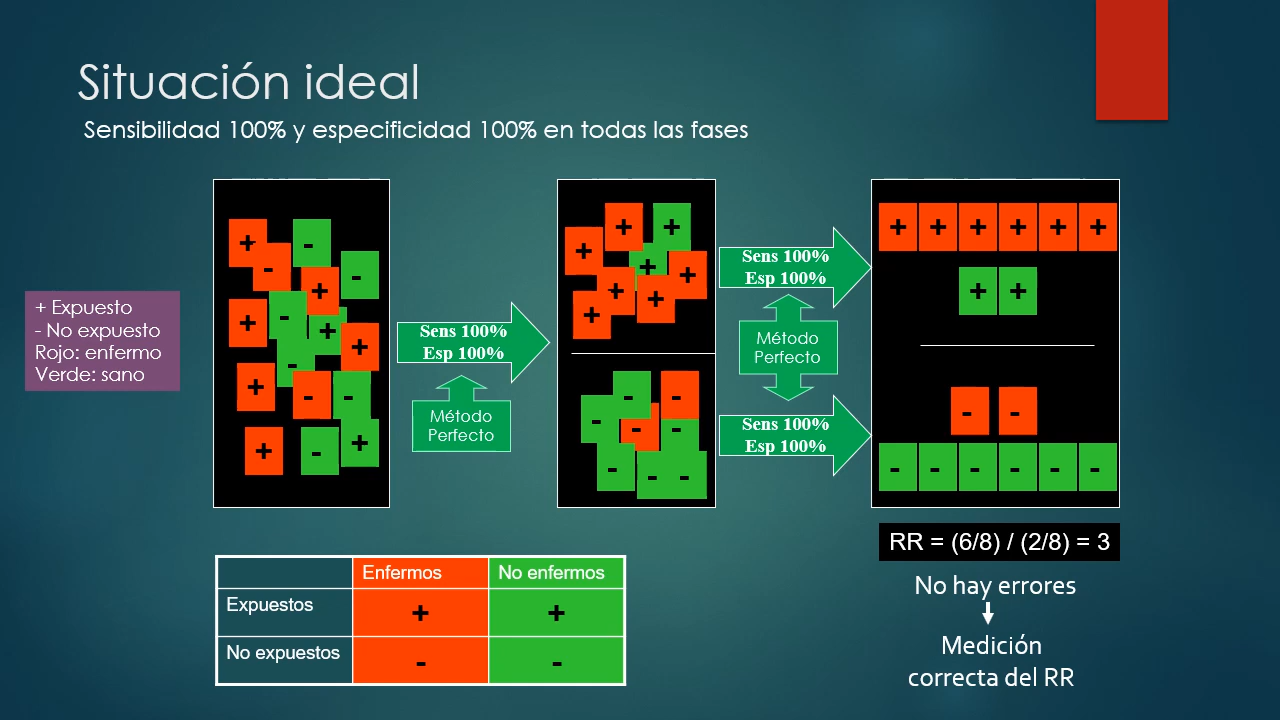 Situación ideal
Sensibilidad 100% y especificidad 100% en todas las fases
+ Expuesto
- No expuesto
Rojo: enfermo
Verde: sano
+ -
- -
+
+ -
+
- +
+ - -
+ - +
Sens 100%
Esp 100%
Método
Perfecto
+ +
+ +
+ +
+ +
- -
- - -
- - -
Sens 100%
Esp 100%
Método
Perfecto
Sens 100%
Esp 100%
+ + + + + +
+ +
- -
- - - - - -
RR = (6/8) / (2/8) = 3
No hay errores
Medición
correcta del RR
Enfermos No enfermos
Expuestos + +
No expuestos - -